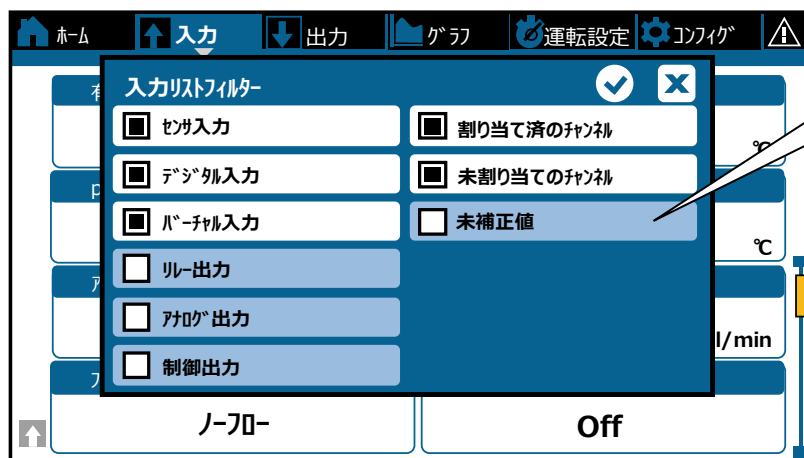 ﾎｰﾑ 入力 出力 ｸﾞﾗﾌ 運転設定 ｺﾝﾌｨｸﾞ
入力ﾘｽﾄﾌｨﾙﾀｰ
ｾﾝｻ入力 割り当て済のﾁｬﾝﾈﾙ
ﾃﾞｼﾞﾀﾙ入力 未割り当てのﾁｬﾝﾈﾙ
ﾊﾞｰﾁｬﾙ入力 未補正値
ﾘﾚｰ出力
ｱﾅﾛｸﾞ出力
制御出力
℃
p
℃
l/min
ﾉｰﾌﾛｰ Off